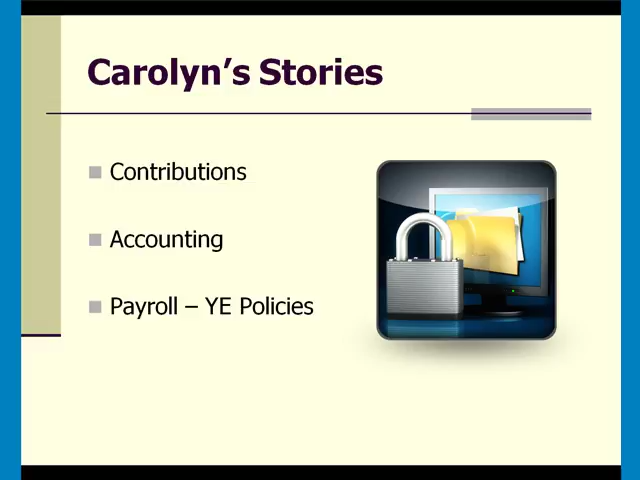 Carolyn’s Stories
Contributions
Accounting
Payroll – YE Policies